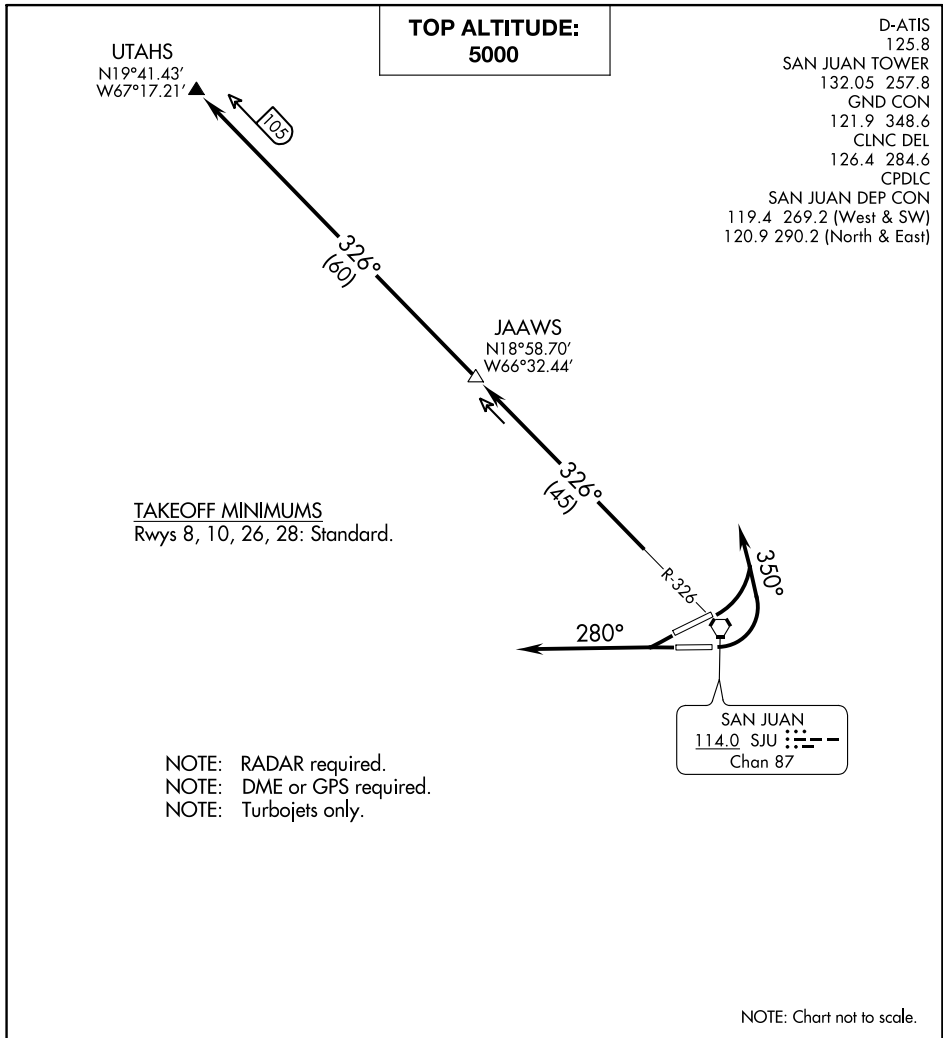 TOP ALTITUDE:
5000
D-ATIS
125.8
SAN JUAN TOWER
132.05 257.8
GND CON
121.9 348.6
CLNC DEL
126.4 284.6
CPDLC
SAN JUAN DEP CON
119.4 269.2 (West & SW)
120.9 290.2 (North & East)
UTAHS
N19°41.43'
W67°17.21'
105
326°
(60)
JAAWS
N18°58.70'
W66°32.44'
326°
(45)
TAKEOFF MINIMUMS
Rwys 8, 10, 26, 28: Standard.
R-326
350°
280°
SAN JUAN
114.0 SJU
Chan 87
NOTE: RADAR required.
NOTE: DME or GPS required.
NOTE: Turbojets only.
NOTE: Chart not to scale.